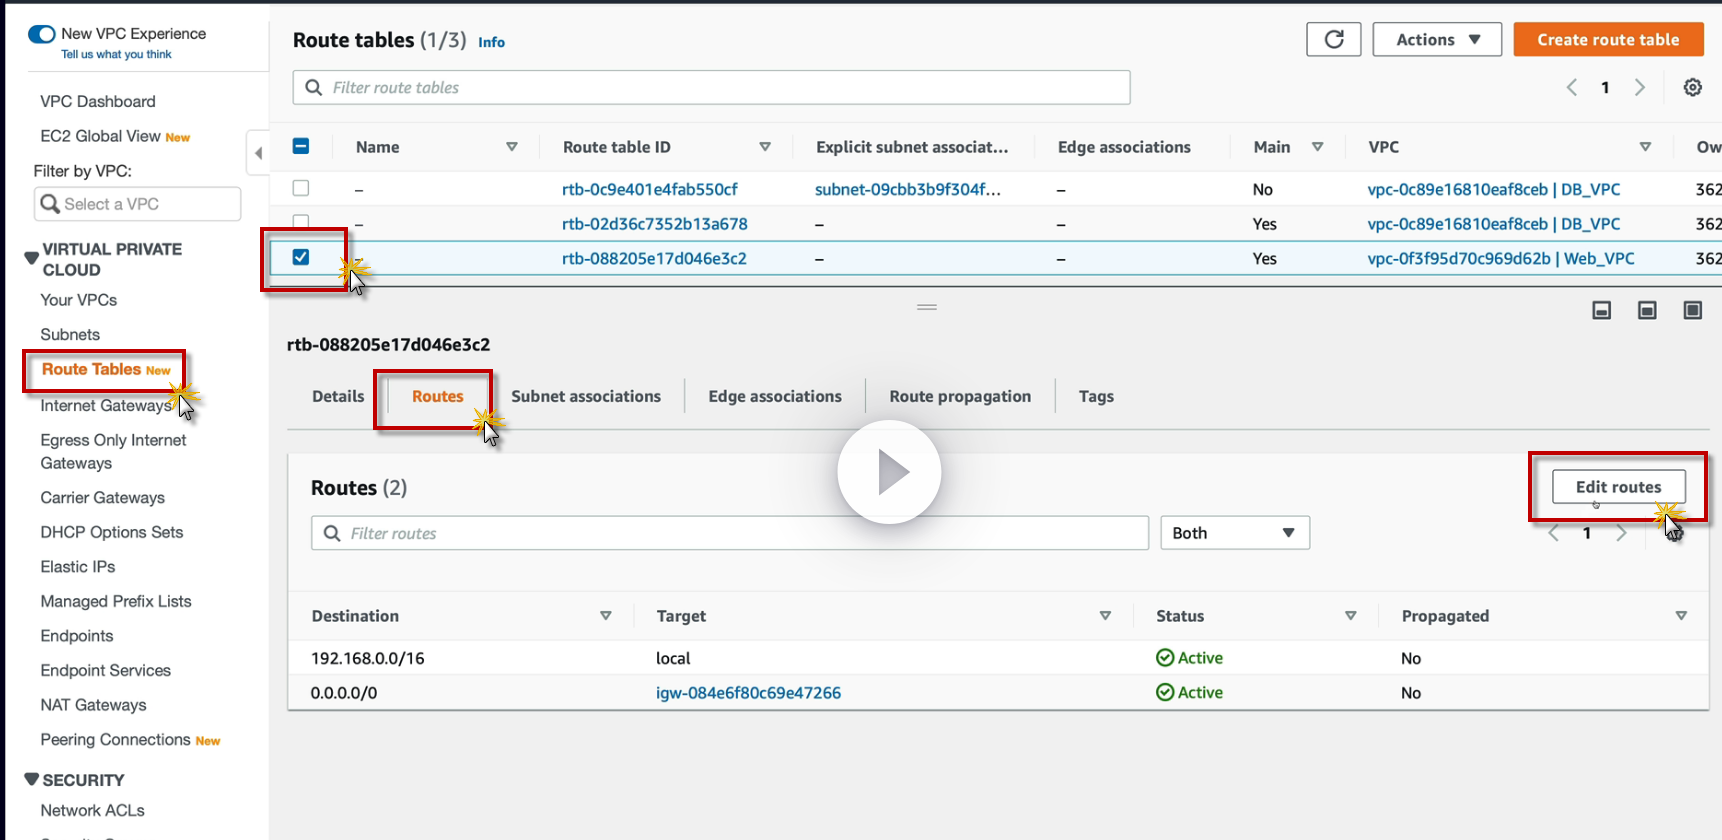 New VPC Experience
Tell us what you think
VPC Dashboard
EC2 Global View New
Filter by VPC:
Select a VPC
VIRTUAL PRIVATE
CLOUD
Your VPCs
Subnets
Route Tables New
Internet Gateways
Egress Only Internet
Gateways
Carrier Gateways
DHCP Options Sets
Elastic IPs
Managed Prefix Lists
Endpoints
Endpoint Services
NAT Gateways
Peering Connections New
SECURITY
Network ACLs
Route tables (1/3) Info
Actions
Create route table
Filter route tables
1
Name Route table ID Explicit subnet associat... Edge associations Main VPC Ow
– rtb-0c9e401e4fab550cf subnet-09cbb3b9f304f... – No vpc-0c89e16810eaf8ceb | DB_VPC 362
– rtb-02d36c7352b13a678 – – Yes vpc-0c89e16810eaf8ceb | DB_VPC 362
– rtb-088205e17d046e3c2 – – Yes vpc-0f3f95d70c969d62b | Web_VPC 362
rtb-088205e17d046e3c2
Details Routes Subnet associations Edge associations Route propagation Tags
Routes (2)
Edit routes
Filter routes
Both
1
Destination Target Status Propagated
192.168.0.0/16 local Active No
0.0.0.0/0 igw-084e6f80c69e47266 Active No